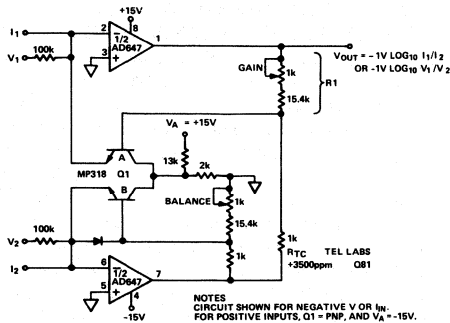 +15V
I₁
2
8
1/2
AD647
1
3
V₁
100k
VOUT = –1V LOG₁₀ I₁/I₂
OR –1V LOG₁₀ V₁/V₂
GAIN
1k
R1
15.4k
VA = +15V
A
MP318
Q1
13k
2k
B
BALANCE
1k
15.4k
100k
V₂
1k
1k
RTC
TEL LABS
+3500ppm
Q81
I₂
6
1/2
AD647
7
5
4
-15V
NOTES
CIRCUIT SHOWN FOR NEGATIVE V OR IIN.
FOR POSITIVE INPUTS, Q1 = PNP, AND VA = -15V.